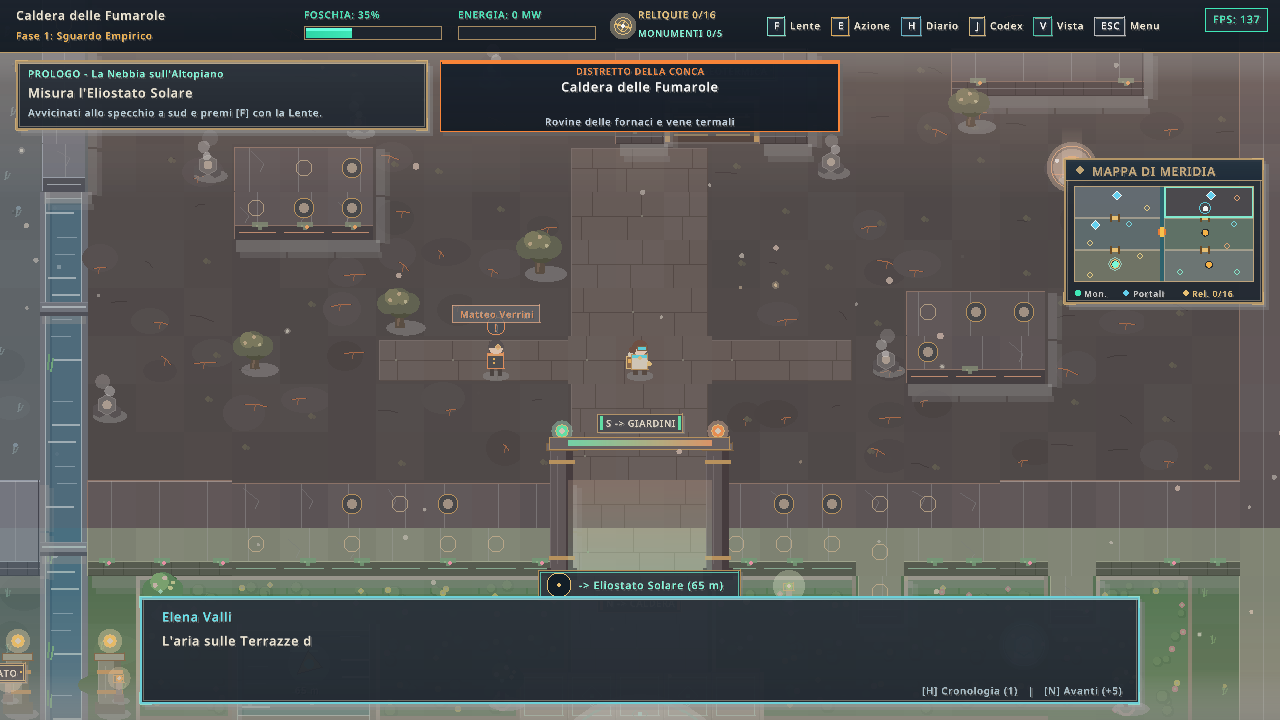 Caldera delle Fumarole
Fase 1: Sguardo Empirico
FOSCHIA: 35%
ENERGIA: 0 MW
RELIQUIE 0/16
MONUMENTI 0/5
F Lente
E Azione
H Diario
J Codex
V Vista
ESC Menu
FPS: 137
PROLOGO - La Nebbia sull'Altopiano
Misura l'Eliostato Solare
Avvicinati allo specchio a sud e premi [F] con la Lente.
DISTRETTO DELLA CONCA
Caldera delle Fumarole
Rovine delle fornaci e vene termali
MAPPA DI MERIDIA
Mon.
Portali
Rel. 0/16
Matteo Verrini
S -> GIARDINI
-> Eliostato Solare (65 m)
ATO
Elena Valli
L'aria sulle Terrazze d
[H] Cronologia (1) | [N] Avanti (+5)